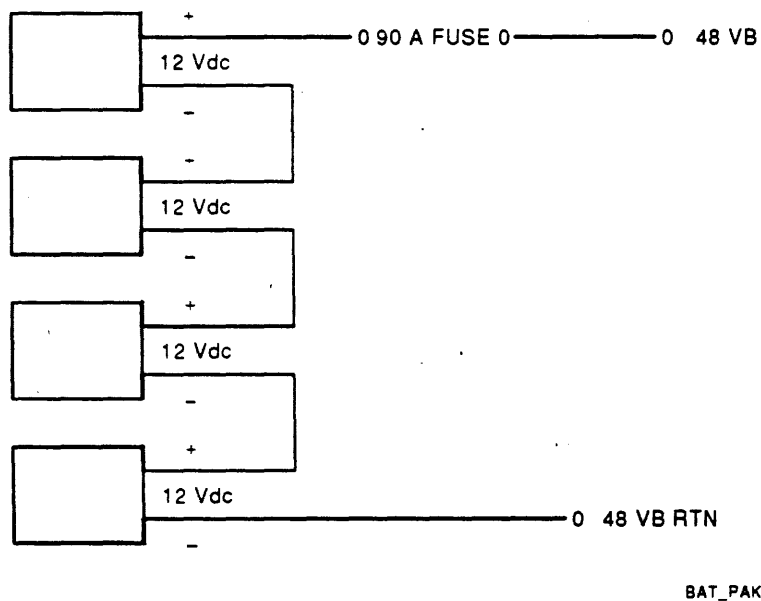 +
0 90 A FUSE 0 0 48 VB
12 Vdc
−
+
12 Vdc
−
+
12 Vdc
−
+
12 Vdc
0 48 VB RTN
−
BAT_PAK